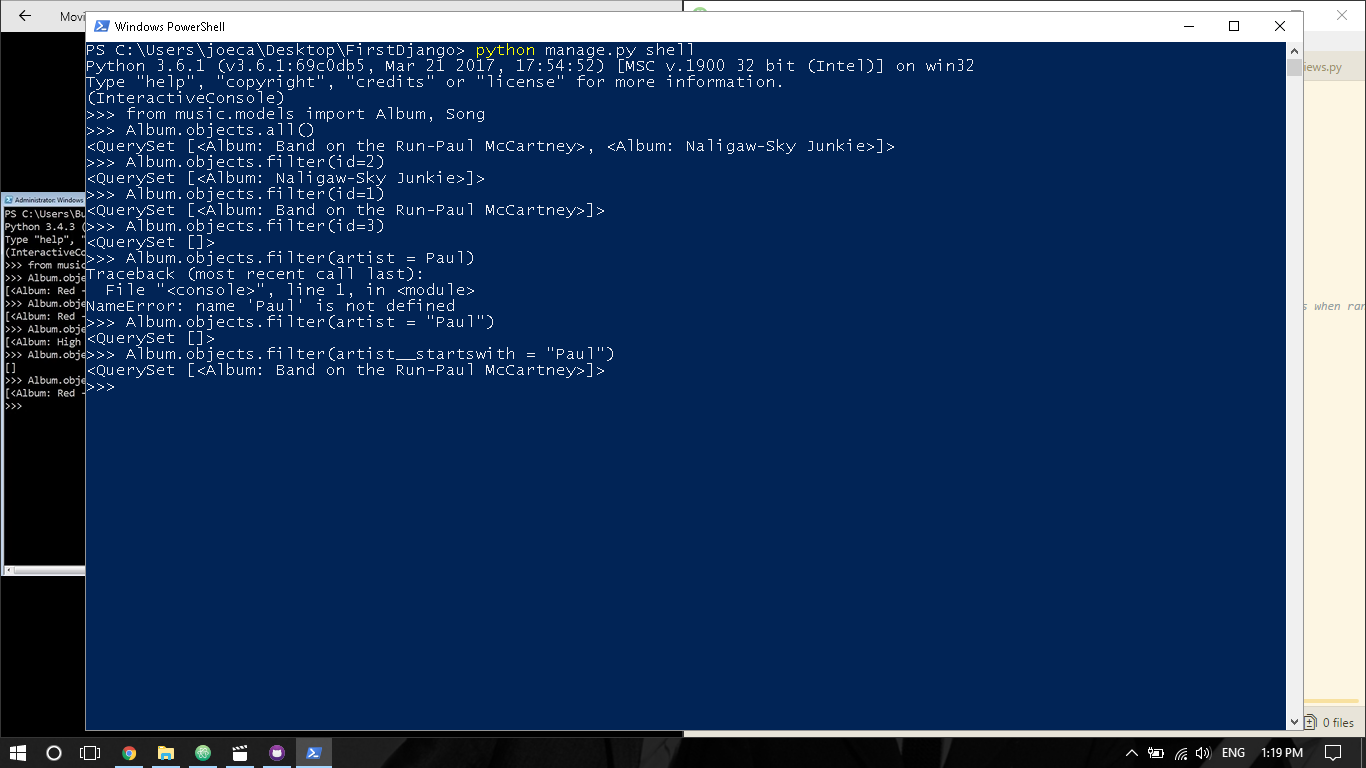 Movi
Windows PowerShell
PS C:\Users\joeca\Desktop\FirstDjango> python manage.py shell
Python 3.6.1 (v3.6.1:69c0db5, Mar 21 2017, 17:54:52) [MSC v.1900 32 bit (Intel)] on win32
Type "help", "copyright", "credits" or "license" for more information.
(InteractiveConsole)
>>> from music.models import Album, Song
>>> Album.objects.all()
<QuerySet [<Album: Band on the Run-Paul McCartney>, <Album: Naligaw-Sky Junkie>]>
>>> Album.objects.filter(id=2)
<QuerySet [<Album: Naligaw-Sky Junkie>]>
>>> Album.objects.filter(id=1)
<QuerySet [<Album: Band on the Run-Paul McCartney>]>
>>> Album.objects.filter(id=3)
<QuerySet []>
>>> Album.objects.filter(artist = Paul)
Traceback (most recent call last):
  File "<console>", line 1, in <module>
NameError: name 'Paul' is not defined
>>> Album.objects.filter(artist = "Paul")
<QuerySet []>
>>> Album.objects.filter(artist__startswith = "Paul")
<QuerySet [<Album: Band on the Run-Paul McCartney>]>
>>>
Administrator: Windows
PS C:\Users\Bu
Python 3.4.3 (
Type "help", "
(InteractiveCo
>>> from music
>>> Album.obje
[<Album: Red -
>>> Album.obje
[<Album: Red -
>>> Album.obje
[<Album: High
>>> Album.obje
[]
>>> Album.obje
[<Album: Red -
>>>
iews.py
s when ran
0 files
ENG
1:19 PM